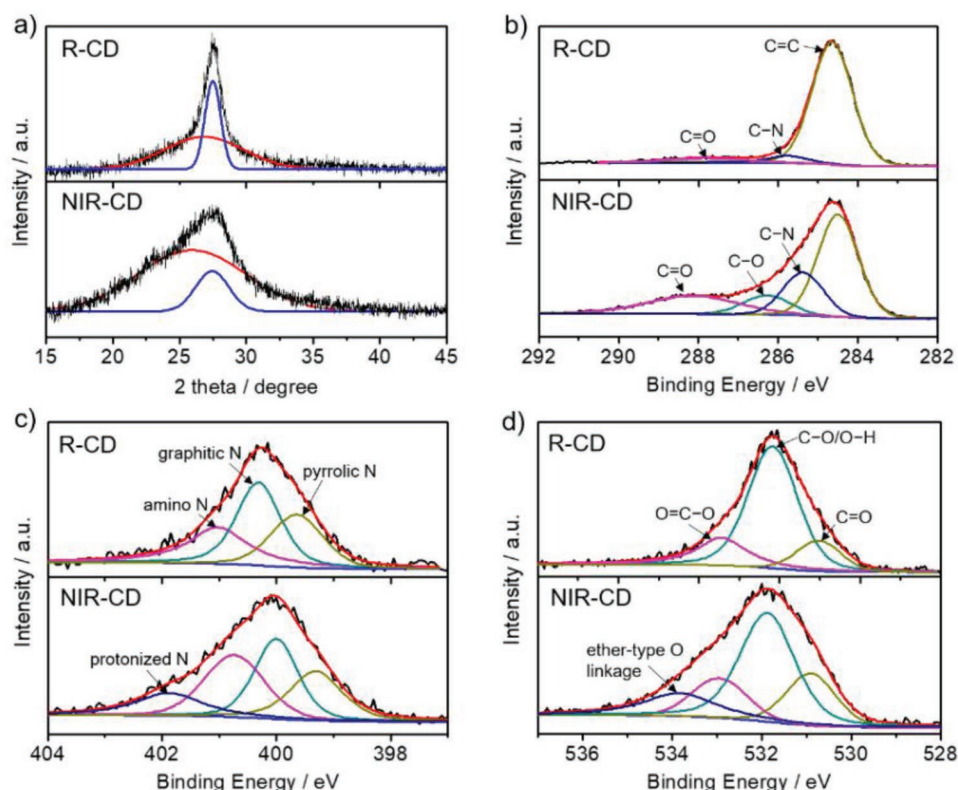 a)
R-CD
NIR-CD
Intensity / a.u.
15 20 25 30 35 40 45
2 theta / degree
b)
R-CD
C=C
C=O
C−N
NIR-CD
C−N
C−O
C=O
Intensity / a.u.
292 290 288 286 284 282
Binding Energy / eV
c)
R-CD
graphitic N
pyrrolic N
amino N
NIR-CD
protonized N
Intensity / a.u.
404 402 400 398
Binding Energy / eV
d)
R-CD
C−O/O−H
O=C−O
C=O
NIR-CD
ether-type O
linkage
Intensity / a.u.
536 534 532 530 528
Binding Energy / eV